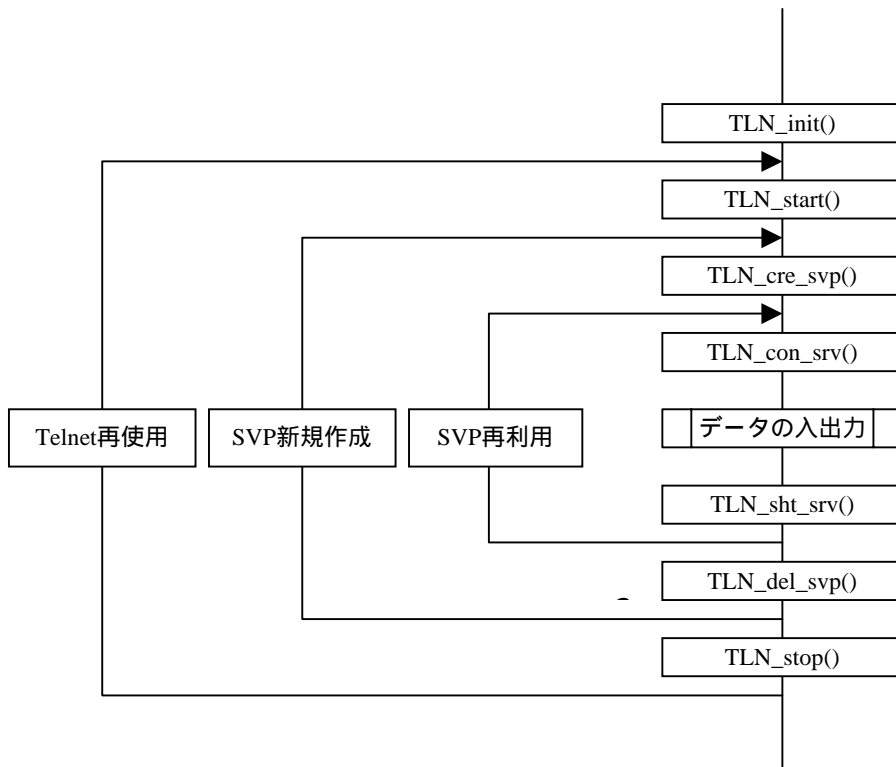 TLN_init()
TLN_start()
TLN_cre_svp()
TLN_con_srv()
Telnet再使用
SVP新規作成
SVP再利用
データの入出力
TLN_sht_srv()
TLN_del_svp()
TLN_stop()